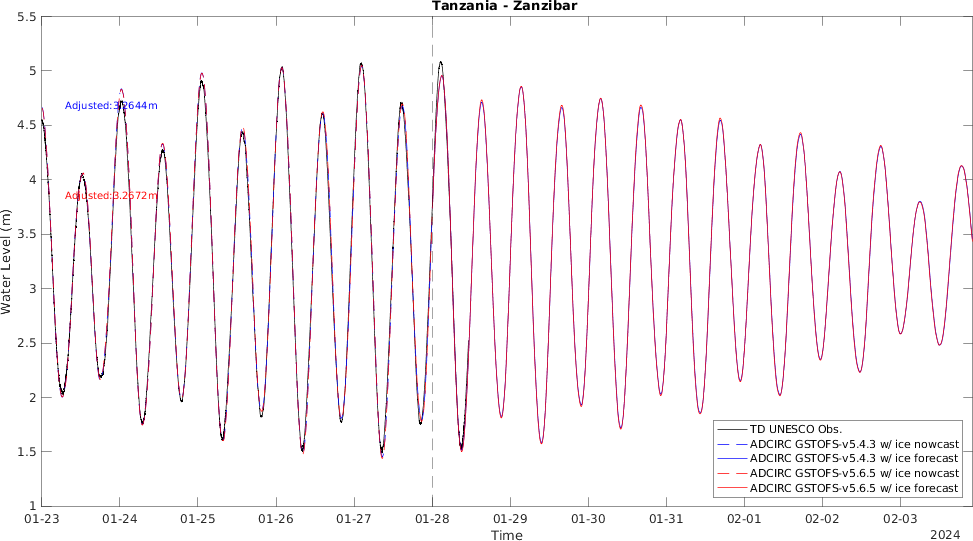 Tanzania - Zanzibar
5.5
5
4.5
4
3.5
3
2.5
2
1.5
1
Water Level (m)
Adjusted:3.2644m
Adjusted:3.2672m
TD UNESCO Obs.
ADCIRC GSTOFS-v5.4.3 w/ ice nowcast
ADCIRC GSTOFS-v5.4.3 w/ ice forecast
ADCIRC GSTOFS-v5.6.5 w/ ice nowcast
ADCIRC GSTOFS-v5.6.5 w/ ice forecast
01-23 01-24 01-25 01-26 01-27 01-28 01-29 01-30 01-31 02-01 02-02 02-03
Time
2024